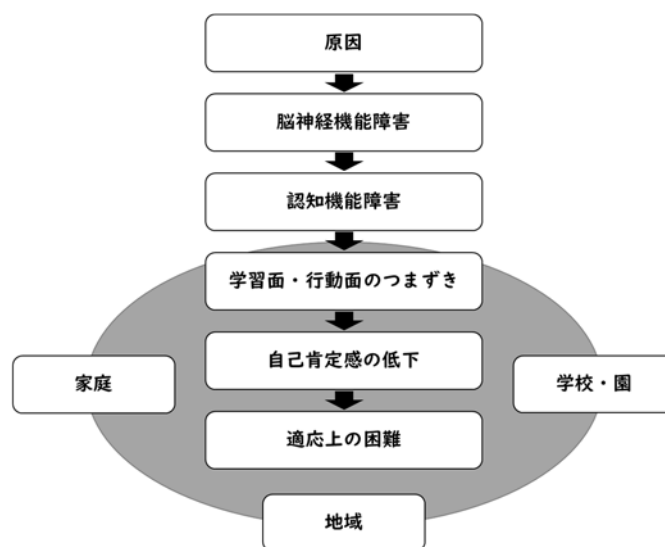 原因
脳神経機能障害
認知機能障害
学習面・行動面のつまずき
自己肯定感の低下
家庭
学校・園
適応上の困難
地域